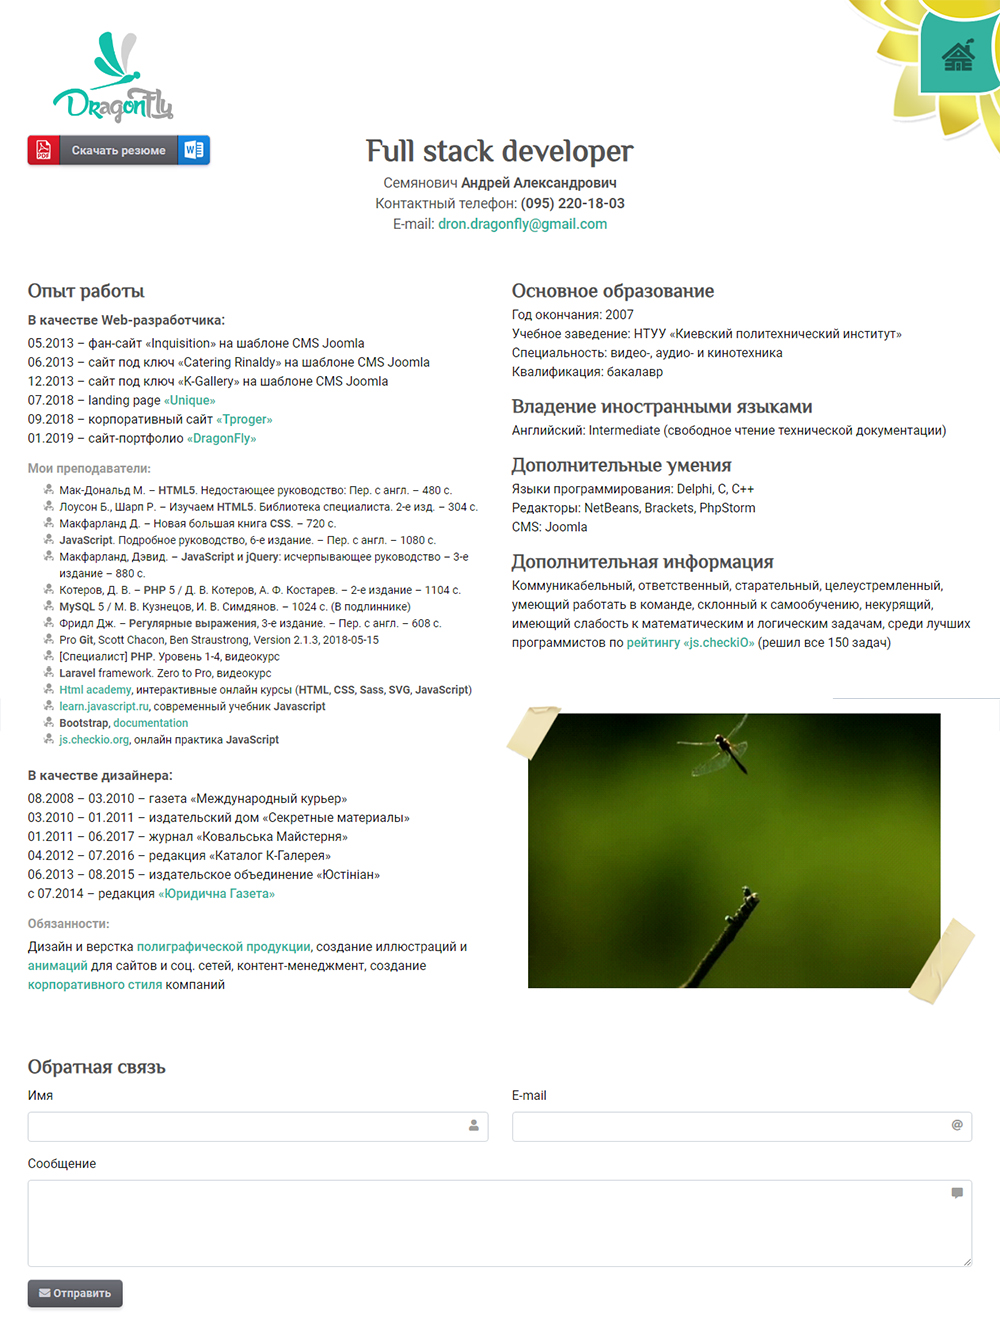 DragonFly
PDF
Скачать резюме
W
Full stack developer
Семянович Андрей Александрович
Контактный телефон: (095) 220-18-03
E-mail: dron.dragonfly@gmail.com
Опыт работы
В качестве Web-разработчика:
05.2013 – фан-сайт «Inquisition» на шаблоне CMS Joomla
06.2013 – сайт под ключ «Catering Rinaldy» на шаблоне CMS Joomla
12.2013 – сайт под ключ «K-Gallery» на шаблоне CMS Joomla
07.2018 – landing page «Unique»
09.2018 – корпоративный сайт «Tproger»
01.2019 – сайт-портфолио «DragonFly»
Мои преподаватели:
Мак-Дональд М. – HTML5. Недостающее руководство: Пер. с англ. – 480 с.
Лоусон Б., Шарп Р. – Изучаем HTML5. Библиотека специалиста. 2-е изд. – 304 с.
Макфарланд Д. – Новая большая книга CSS. – 720 с.
JavaScript. Подробное руководство, 6-е издание. – Пер. с англ. – 1080 с.
Макфарланд, Дэвид. – JavaScript и jQuery: исчерпывающее руководство – 3-е
издание – 880 с.
Котеров, Д. В. – PHP 5 / Д. В. Котеров, А. Ф. Костарев. – 2-е издание – 1104 с.
MySQL 5 / М. В. Кузнецов, И. В. Симдянов. – 1024 с. (В подлиннике)
Фридл Дж. – Регулярные выражения, 3-е издание. – Пер. с англ. – 608 с.
Pro Git, Scott Chacon, Ben Straustrong, Version 2.1.3, 2018-05-15
[Специалист] PHP. Уровень 1-4, видеокурс
Laravel framework. Zero to Pro, видеокурс
Html academy, интерактивные онлайн курсы (HTML, CSS, Sass, SVG, JavaScript)
learn.javascript.ru, современный учебник Javascript
Bootstrap, documentation
js.checkio.org, онлайн практика JavaScript
В качестве дизайнера:
08.2008 – 03.2010 – газета «Международный курьер»
03.2010 – 01.2011 – издательский дом «Секретные материалы»
01.2011 – 06.2017 – журнал «Ковальська Майстерня»
04.2012 – 07.2016 – редакция «Каталог К-Галерея»
06.2013 – 08.2015 – издательское объединение «Юстініан»
с 07.2014 – редакция «Юридична Газета»
Обязанности:
Дизайн и верстка полиграфической продукции, создание иллюстраций и
анимаций для сайтов и соц. сетей, контент-менеджмент, создание
корпоративного стиля компаний
Основное образование
Год окончания: 2007
Учебное заведение: НТУУ «Киевский политехнический институт»
Специальность: видео-, аудио- и кинотехника
Квалификация: бакалавр
Владение иностранными языками
Английский: Intermediate (свободное чтение технической документации)
Дополнительные умения
Языки программирования: Delphi, C, C++
Редакторы: NetBeans, Brackets, PhpStorm
CMS: Joomla
Дополнительная информация
Коммуникабельный, ответственный, старательный, целеустремленный,
умеющий работать в команде, склонный к самообучению, некурящий,
имеющий слабость к математическим и логическим задачам, среди лучших
программистов по рейтингу «js.checkiO» (решил все 150 задач)
Обратная связь
Имя
E-mail
@
Сообщение
Отправить